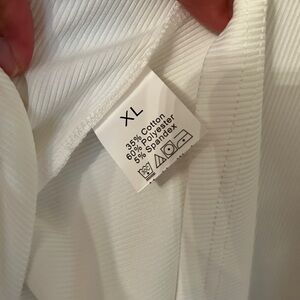 XL
35% Cotton
60% Polyester
5% Spandex